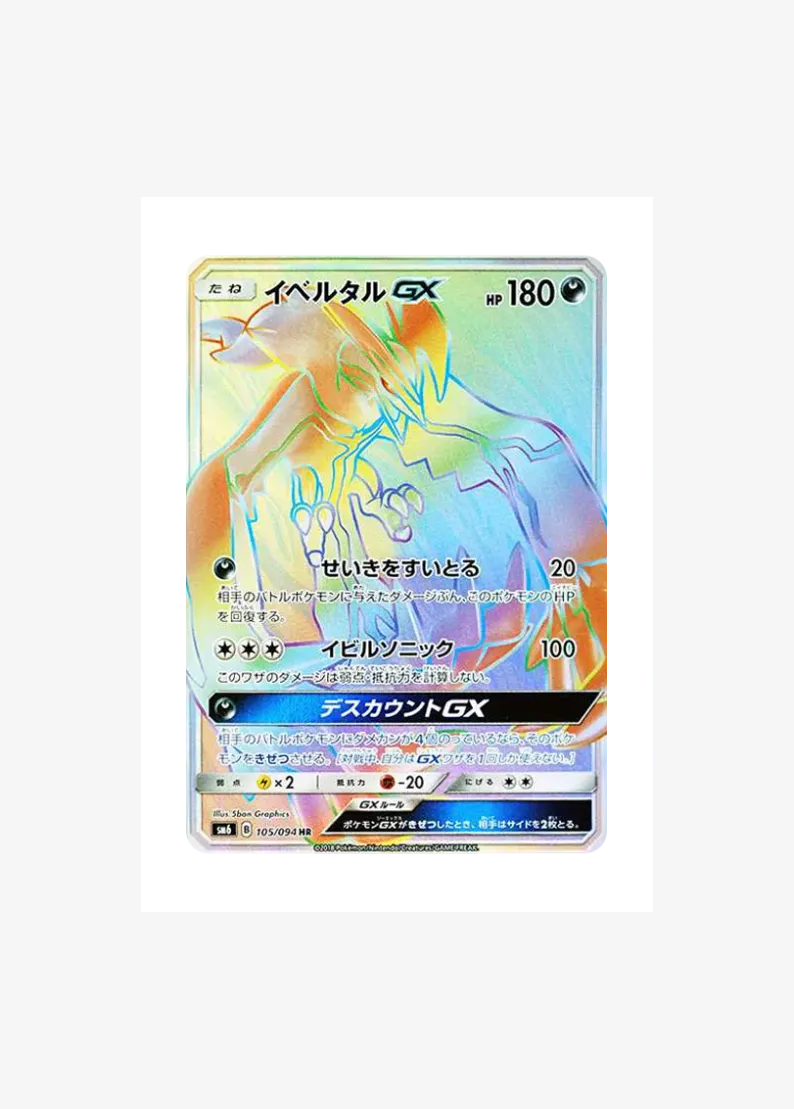 たね イベルタルGX HP 180
せいきをすいとる 20
相手のバトルポケモンに与えたダメージぶん、このポケモンのHP
を回復する。
イビルソニック 100
このワザのダメージは弱点・抵抗力を計算しない。
デスカウントGX
相手のバトルポケモンにダメカンが4個のっているなら、そのポケ
モンをきぜつさせる。[対戦中、自分はGXワザを1回しか使えない。]
弱点 ×2 抵抗力 -20 にげる
GXルール
ポケモンGXがきぜつしたとき、相手はサイドを2枚とる。
Illus. 5ban Graphics
sm6 B 105/094 HR
©2018 Pokémon/Nintendo/Creatures/GAME FREAK.